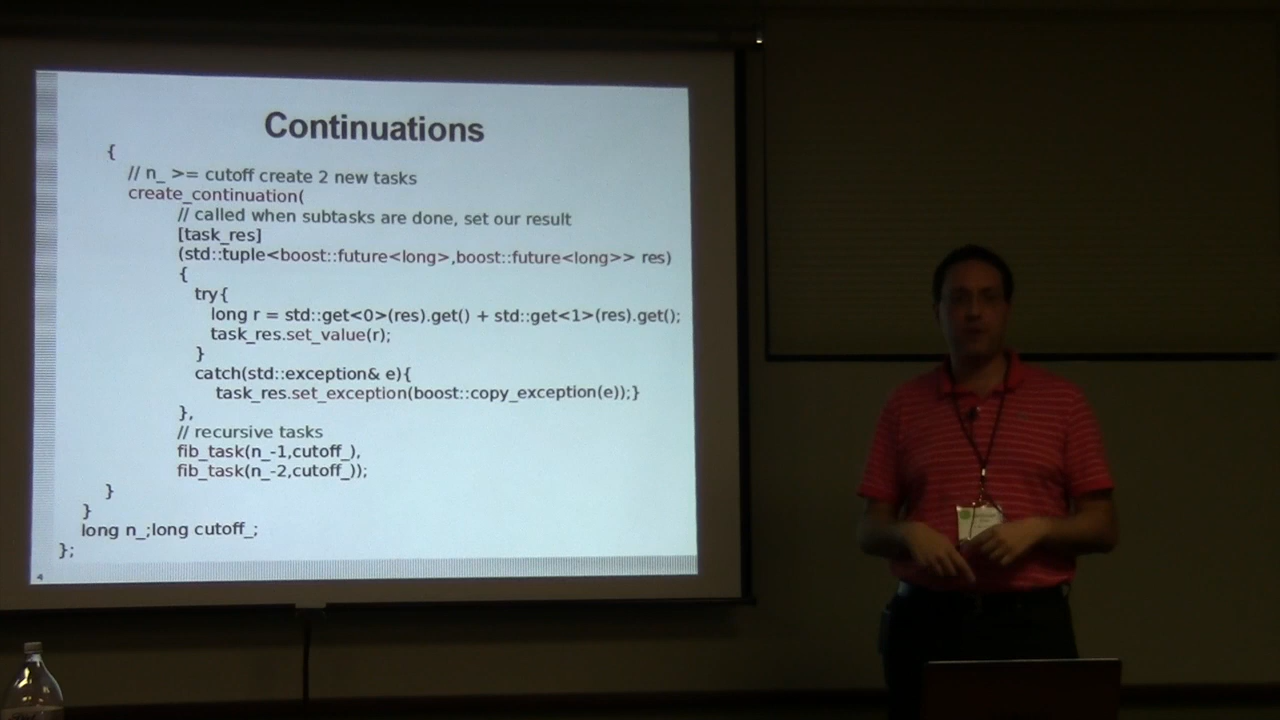 Continuations
{
// n_ >= cutoff create 2 new tasks
create_continuation(
// called when subtasks are done, set our result
[task_res]
(std::tuple<boost::future<long>,boost::future<long>> res)
{
try{
long r = std::get<0>(res).get() + std::get<1>(res).get();
task_res.set_value(r);
}
catch(std::exception& e){
task_res.set_exception(boost::copy_exception(e));}
},
// recursive tasks
fib_task(n_-1,cutoff_),
fib_task(n_-2,cutoff_));
}
}
long n_;long cutoff_;
};
4